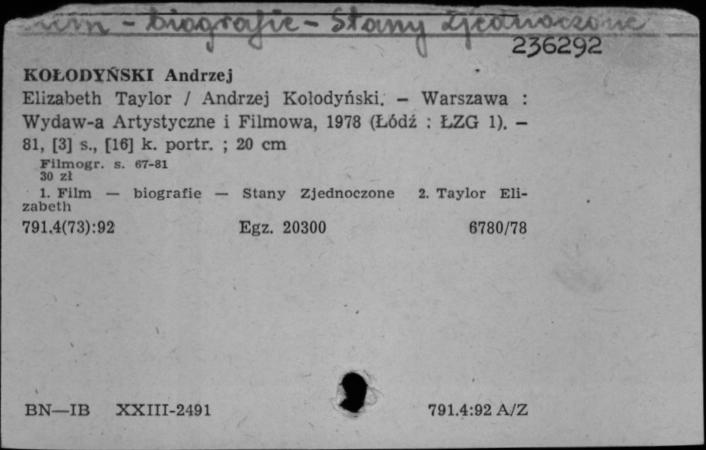 Film - biografie - Stany Zjednoczone
236292
KOŁODYŃSKI Andrzej
Elizabeth Taylor / Andrzej Kołodyński. — Warszawa :
Wydaw-a Artystyczne i Filmowa, 1978 (Łódź : ŁZG 1). —
81, [3] s., [16] k. portr. ; 20 cm
Filmogr. s. 67-81
30 zł
1. Film — biografie — Stany Zjednoczone 2. Taylor Eli-
zabeth
791.4(73):92 Egz. 20300 6780/78
BN—IB XXIII-2491 791.4:92 A/Z